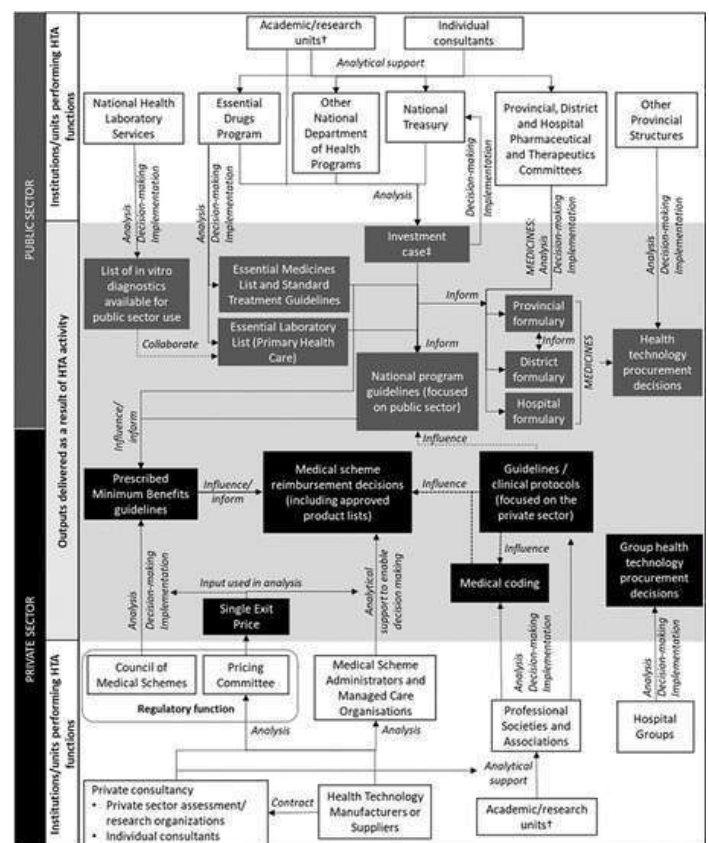 Academic/research
units†
Individual
consultants
Analytical support
National Health
Laboratory
Services
Essential
Drugs
Program
Other
National
Department
of Health
Programs
National
Treasury
Provincial, District
and Hospital
Pharmaceutical
and Therapeutics
Committees
Other
Provincial
Structures
Institutions/units performing HTA
functions
PUBLIC SECTOR
Analysis
Decision-making
Implementation
Analysis
Decision-making
Implementation
Analysis
Decision-making
Implementation
MEDICINES:
Analysis
Decision-making
Implementation
Analysis
Decision-making
Implementation
Investment
case‡
List of in vitro
diagnostics
available for
public sector use
Essential Medicines
List and Standard
Treatment Guidelines
Essential Laboratory
List (Primary Health
Care)
Collaborate
Inform
Inform
Provincial
formulary
Inform
District
formulary
Hospital
formulary
MEDICINES
Health
technology
procurement
decisions
National program
guidelines (focused
on public sector)
Influence/
inform
Influence
Outputs delivered as a result of HTA activity
Prescribed
Minimum Benefits
guidelines
Influence/
inform
Medical scheme
reimbursement decisions
(including approved
product lists)
Influence
Guidelines /
clinical protocols
(focused on the
private sector)
Influence
Medical coding
Group health
technology
procurement
decisions
Input used in analysis
Single Exit
Price
Analysis
Decision-making
Implementation
Analytical
support to enable
decision making
Analysis
Decision-making
Implementation
Analysis
Decision-making
Implementation
PRIVATE SECTOR
Institutions/units performing HTA
functions
Council of
Medical Schemes
Pricing
Committee
Regulatory function
Medical Scheme
Administrators and
Managed Care
Organisations
Professional
Societies and
Associations
Hospital
Groups
Analysis
Analysis
Analytical
support
Private consultancy
• Private sector assessment/
research organizations
• Individual consultants
Contract
Health Technology
Manufacturers or
Suppliers
Academic/research
units†